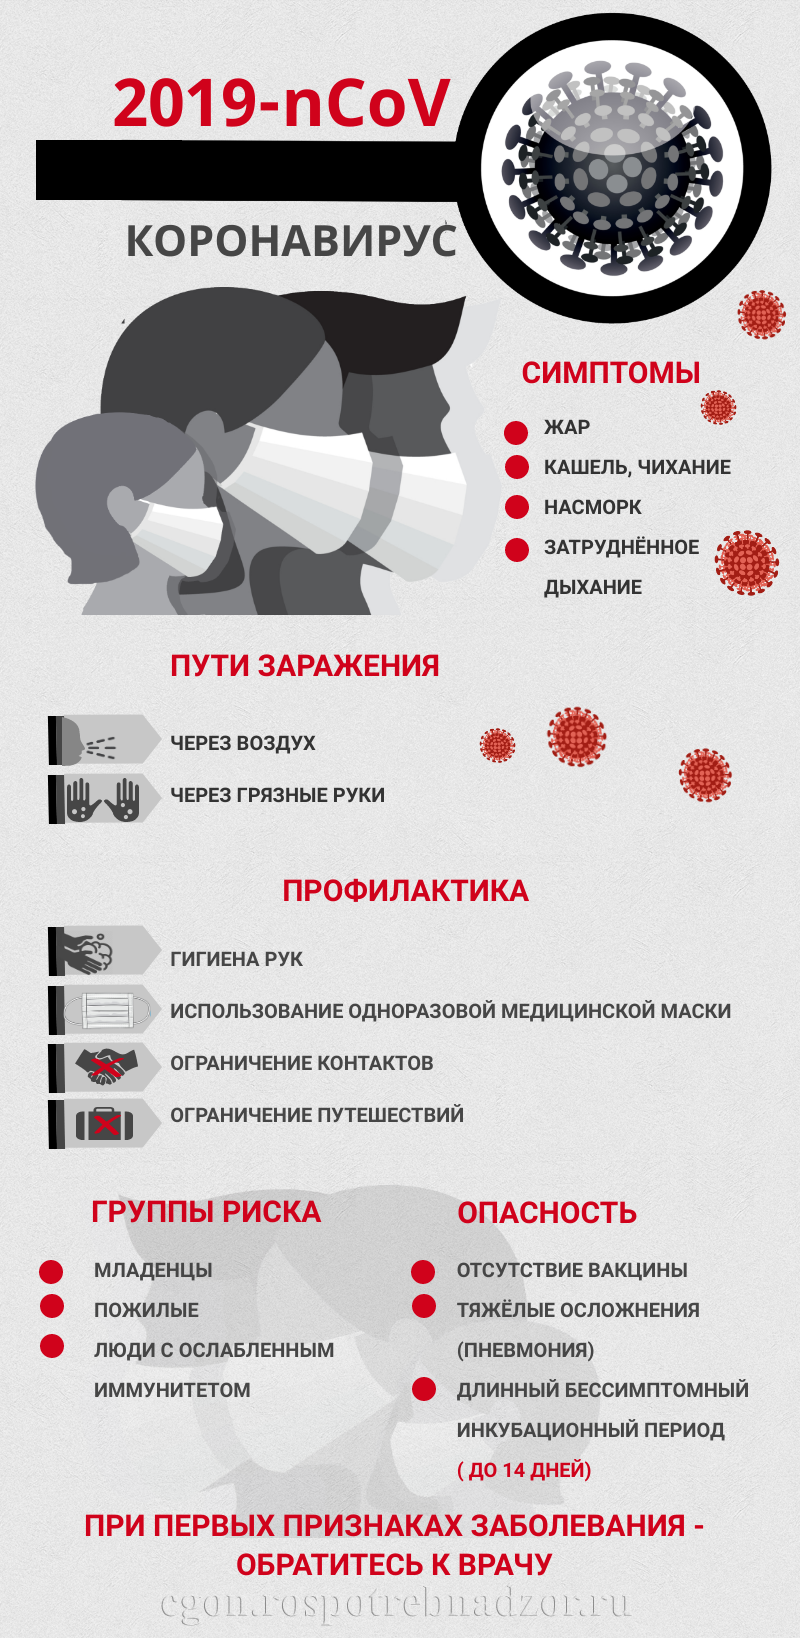 2019-nCoV
КОРОНАВИРУС
СИМПТОМЫ
ЖАР
КАШЕЛЬ, ЧИХАНИЕ
НАСМОРК
ЗАТРУДНЁННОЕ
ДЫХАНИЕ
ПУТИ ЗАРАЖЕНИЯ
ЧЕРЕЗ ВОЗДУХ
ЧЕРЕЗ ГРЯЗНЫЕ РУКИ
ПРОФИЛАКТИКА
ГИГИЕНА РУК
ИСПОЛЬЗОВАНИЕ ОДНОРАЗОВОЙ МЕДИЦИНСКОЙ МАСКИ
ОГРАНИЧЕНИЕ КОНТАКТОВ
ОГРАНИЧЕНИЕ ПУТЕШЕСТВИЙ
ГРУППЫ РИСКА
МЛАДЕНЦЫ
ПОЖИЛЫЕ
ЛЮДИ С ОСЛАБЛЕННЫМ
ИММУНИТЕТОМ
ОПАСНОСТЬ
ОТСУТСТВИЕ ВАКЦИНЫ
ТЯЖЁЛЫЕ ОСЛОЖНЕНИЯ
(ПНЕВМОНИЯ)
ДЛИННЫЙ БЕССИМПТОМНЫЙ
ИНКУБАЦИОННЫЙ ПЕРИОД
( ДО 14 ДНЕЙ)
ПРИ ПЕРВЫХ ПРИЗНАКАХ ЗАБОЛЕВАНИЯ -
ОБРАТИТЕСЬ К ВРАЧУ
cgon.rospotrebnadzor.ru